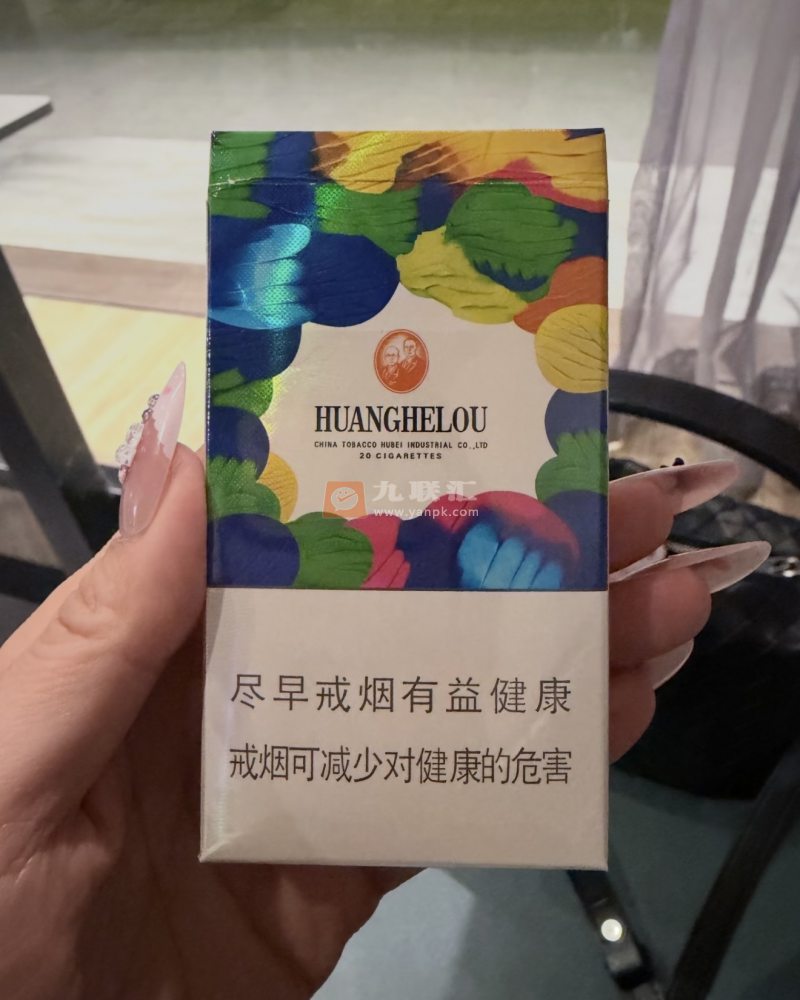 HUANGHELOU
CHINA TOBACCO HUBEI INDUSTRIAL CO.,LTD
20 CIGARETTES
九联汇
www.yanpk.com
尽早戒烟有益健康
戒烟可减少对健康的危害